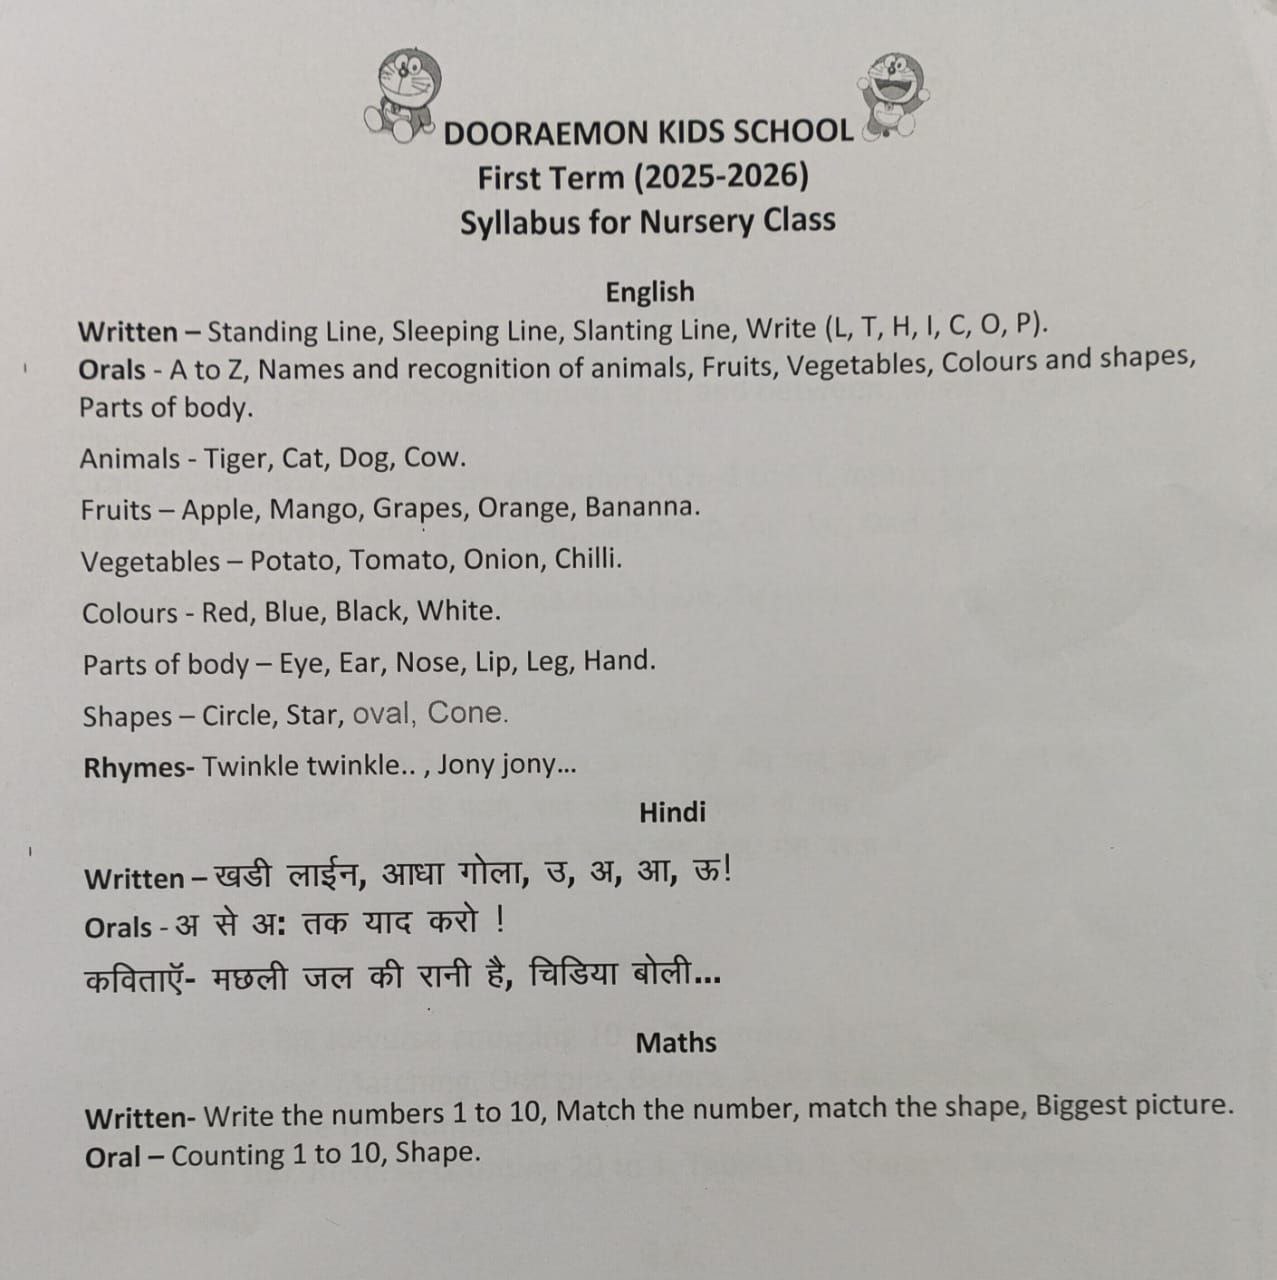 DOORAEMON KIDS SCHOOL
First Term (2025-2026)
Syllabus for Nursery Class
English
Written – Standing Line, Sleeping Line, Slanting Line, Write (L, T, H, I, C, O, P).
Orals - A to Z, Names and recognition of animals, Fruits, Vegetables, Colours and shapes,
Parts of body.
Animals - Tiger, Cat, Dog, Cow.
Fruits – Apple, Mango, Grapes, Orange, Bananna.
Vegetables – Potato, Tomato, Onion, Chilli.
Colours - Red, Blue, Black, White.
Parts of body – Eye, Ear, Nose, Lip, Leg, Hand.
Shapes – Circle, Star, oval, Cone.
Rhymes- Twinkle twinkle.. , Jony jony...
Hindi
Written – खडी लाईन, आधा गोला, उ, अ, आ, ऊ!
Orals - अ से अ: तक याद करो !
कविताएॅ- मछली जल की रानी है, चिडिया बोली...
Maths
Written- Write the numbers 1 to 10, Match the number, match the shape, Biggest picture.
Oral – Counting 1 to 10, Shape.